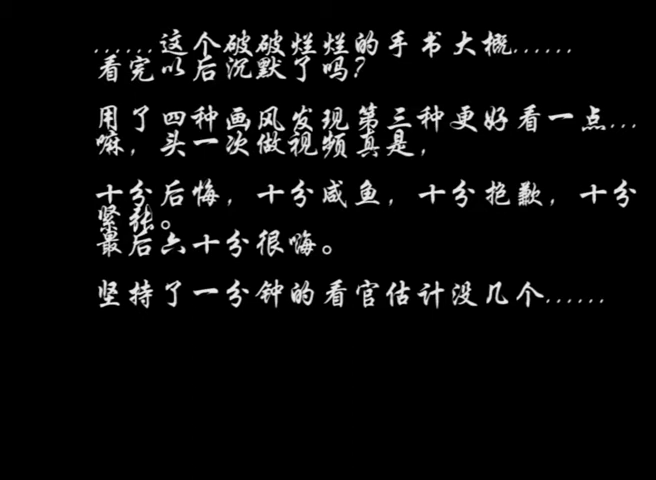 ......这个破破烂烂的手书大概......
看完以后沉默了吗？
用了四种画风发现第三种更好看一点...
嘛，头一次做视频真是，
十分后悔，十分咸鱼，十分抱歉，十分
紧张。
最后六十分很嗨。
坚持了一分钟的看官估计没几个......